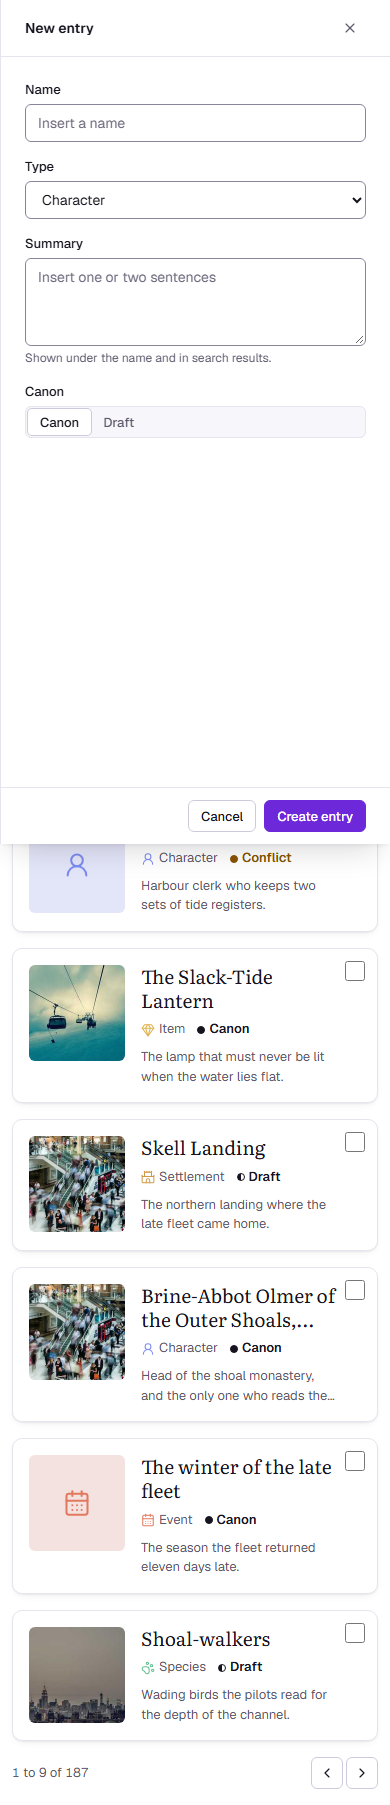 New entry
Name
Insert a name
Type
Character
Summary
Insert one or two sentences
Shown under the name and in search results.
Canon
Canon Draft
Cancel Create entry
Character Conflict
Harbour clerk who keeps two
sets of tide registers.
The Slack-Tide
Lantern
Item Canon
The lamp that must never be lit
when the water lies flat.
Skell Landing
Settlement Draft
The northern landing where the
late fleet came home.
Brine-Abbot Olmer of
the Outer Shoals,...
Character Canon
Head of the shoal monastery,
and the only one who reads the...
The winter of the late
fleet
Event Canon
The season the fleet returned
eleven days late.
Shoal-walkers
Species Draft
Wading birds the pilots read for
the depth of the channel.
1 to 9 of 187